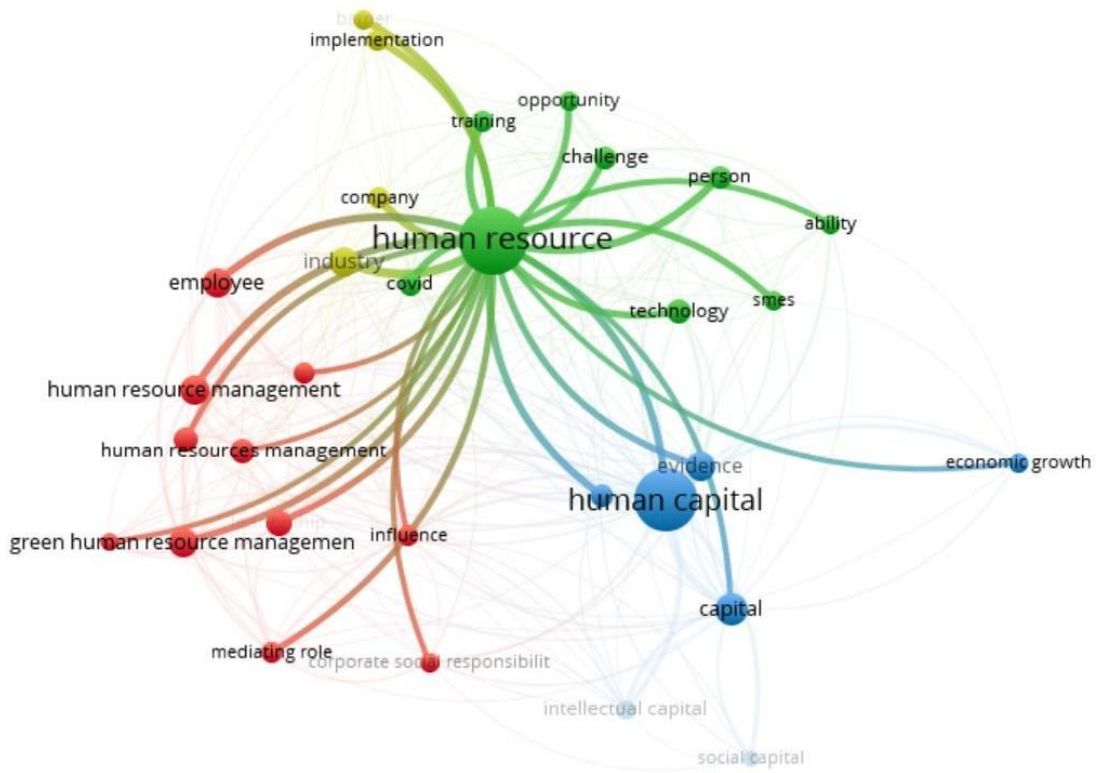 barrier
implementation
opportunity
training
challenge
person
company
ability
human resource
industry
employee
covid
smes
technology
human resource management
human resources management
evidence
economic growth
human capital
influence
green human resource managemen
capital
mediating role
corporate social responsibilit
intellectual capital
social capital